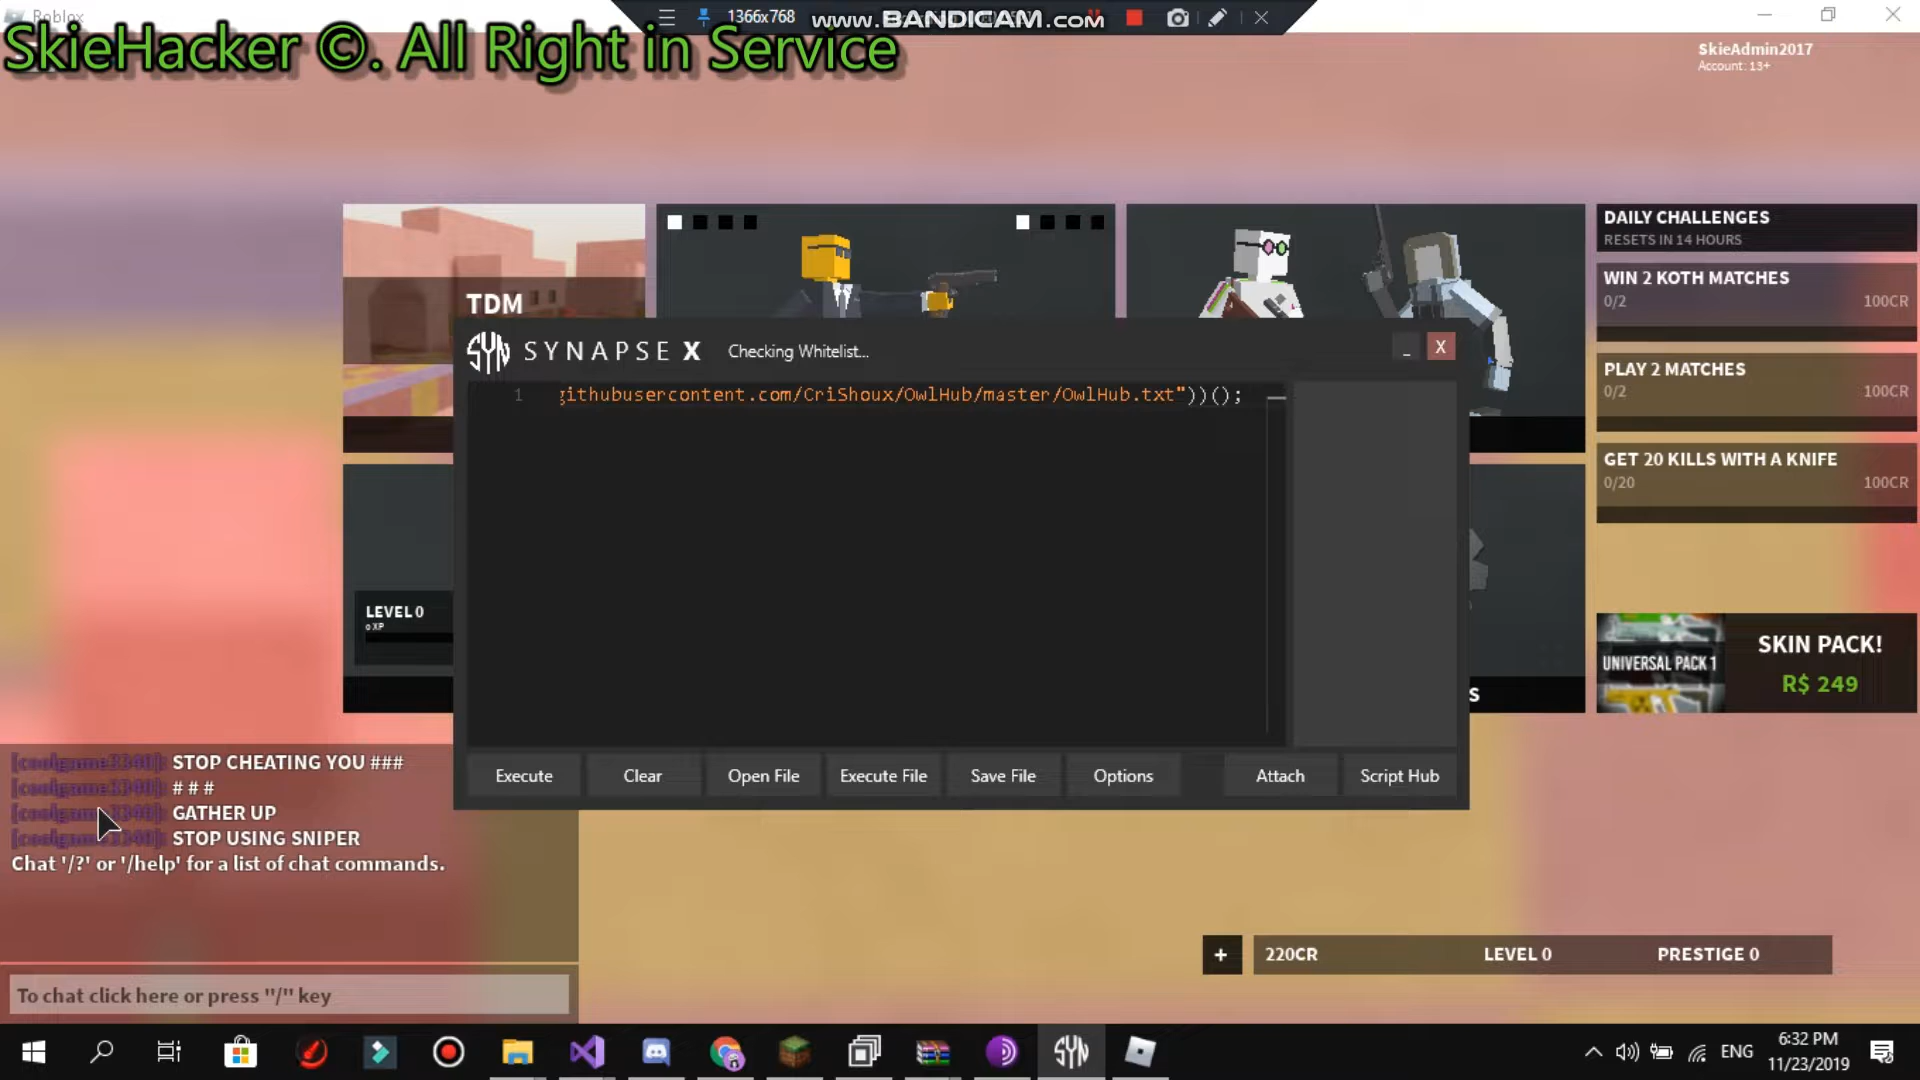 Roblox
1366x768
www.BANDICAM.com
SkieHacker ©. All Right in Service
SkieAdmin2017
Account: 13+
TDM
DAILY CHALLENGES
RESETS IN 14 HOURS
WIN 2 KOTH MATCHES
0/2
100CR
PLAY 2 MATCHES
0/2
100CR
GET 20 KILLS WITH A KNIFE
0/20
100CR
SYN SYNAPSE X
Checking Whitelist...
X
1
githubusercontent.com/CriShoux/OwlHub/master/OwlHub.txt"))();
LEVEL 0
0 XP
S
UNIVERSAL PACK 1
SKIN PACK!
R$ 249
Execute
Clear
Open File
Execute File
Save File
Options
Attach
Script Hub
STOP CHEATING YOU ###
# # #
GATHER UP
STOP USING SNIPER
Chat '/?' or '/help' for a list of chat commands.
To chat click here or press "/" key
+
220CR
LEVEL 0
PRESTIGE 0
SYN
ENG
6:32 PM
11/23/2019